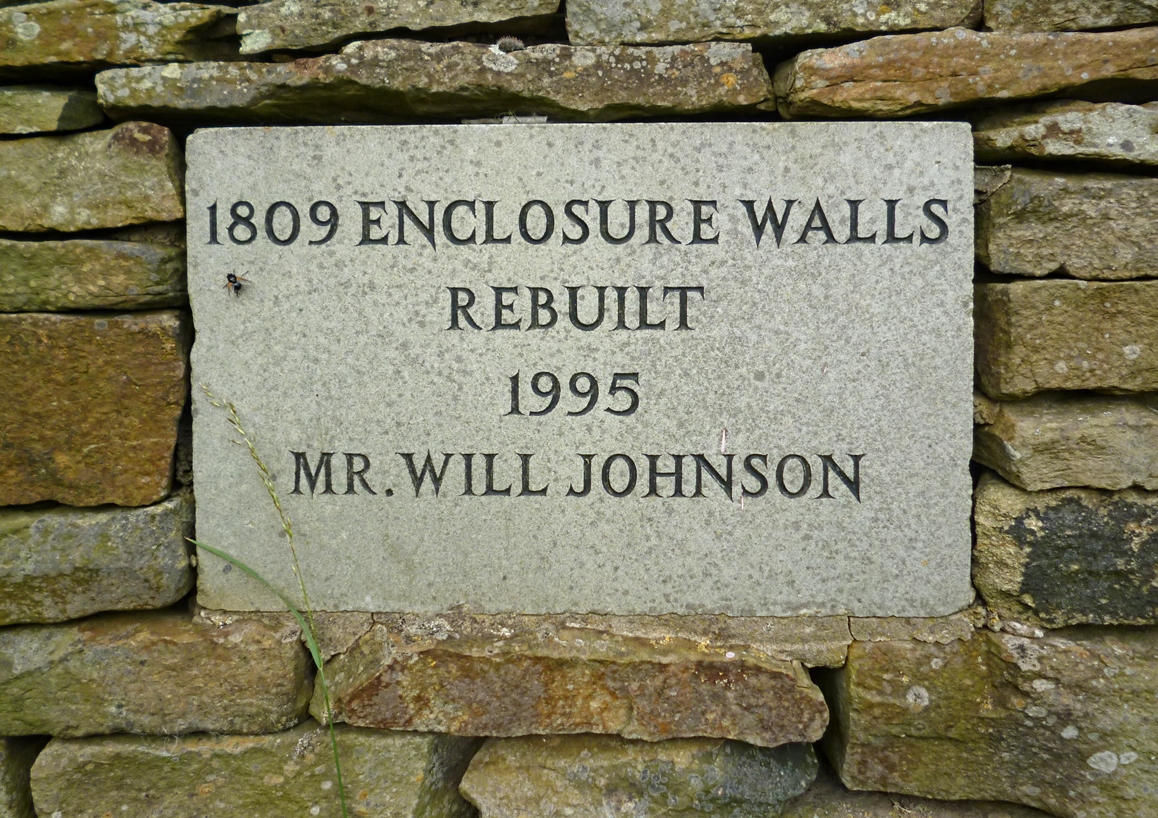 1809 ENCLOSURE WALLS
REBUILT
1995
MR. WILL JOHNSON